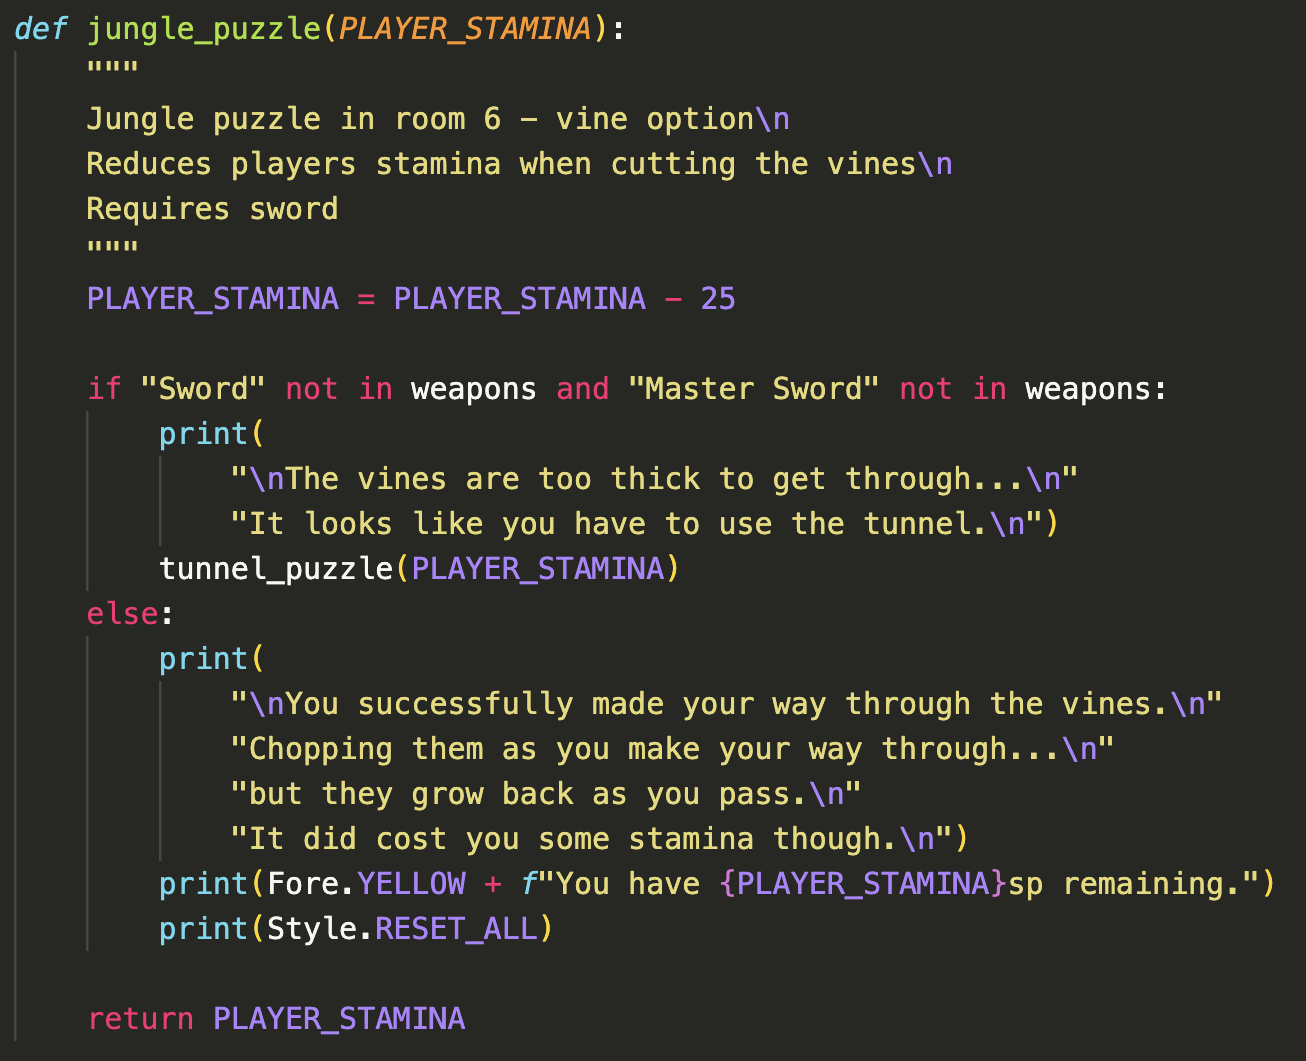 def jungle_puzzle(PLAYER_STAMINA):
    """
    Jungle puzzle in room 6 - vine option\n
    Reduces players stamina when cutting the vines\n
    Requires sword
    """
    PLAYER_STAMINA = PLAYER_STAMINA - 25

    if "Sword" not in weapons and "Master Sword" not in weapons:
        print(
            "\nThe vines are too thick to get through...\n"
            "It looks like you have to use the tunnel.\n")
        tunnel_puzzle(PLAYER_STAMINA)
    else:
        print(
            "\nYou successfully made your way through the vines.\n"
            "Chopping them as you make your way through...\n"
            "but they grow back as you pass.\n"
            "It did cost you some stamina though.\n")
        print(Fore.YELLOW + f"You have {PLAYER_STAMINA}sp remaining.")
        print(Style.RESET_ALL)

    return PLAYER_STAMINA